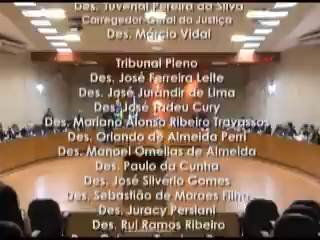 Des. Juvenal Pereira da Silva
Corregedor-Geral da Justiça
Des. Márcio Vidal
Tribunal Pleno
Des. José Ferreira Leite
Des. José Jurandir de Lima
Des. José Tadeu Cury
Des. Mariano Alonso Ribeiro Travassos
Des. Orlando de Almeida Perri
Des. Manoel Ornellas de Almeida
Des. Paulo da Cunha
Des. José Silvério Gomes
Des. Sebastião de Moraes Filho
Des. Juracy Persiani
Des. Rui Ramos Ribeiro